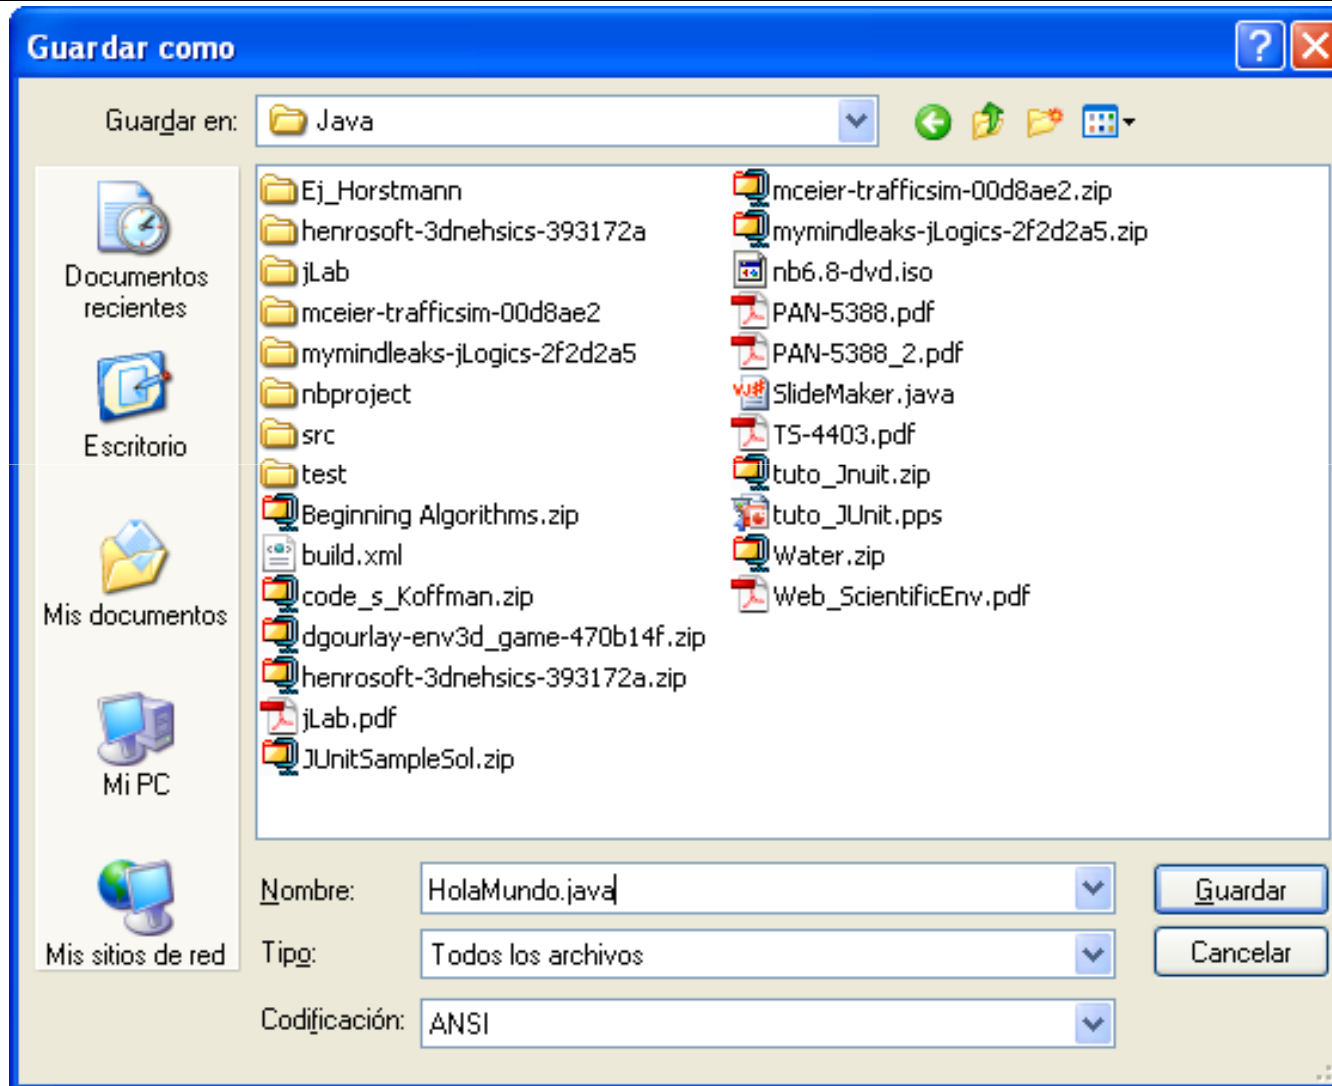 Guardar como
Guardar en:
Java
Documentos
recientes
Escritorio
Mis documentos
Mi PC
Mis sitios de red
Ej_Horstmann
henrosoft-3dnehsics-393172a
jLab
mceier-trafficsim-00d8ae2
mymindleaks-jLogics-2f2d2a5
nbproject
src
test
Beginning Algorithms.zip
build.xml
code_s_Koffman.zip
dgourlay-env3d_game-470b14f.zip
henrosoft-3dnehsics-393172a.zip
jLab.pdf
JUnitSampleSol.zip
mceier-trafficsim-00d8ae2.zip
mymindleaks-jLogics-2f2d2a5.zip
nb6.8-dvd.iso
PAN-5388.pdf
PAN-5388_2.pdf
SlideMaker.java
TS-4403.pdf
tuto_Jnuit.zip
tuto_JUnit.pps
Water.zip
Web_ScientificEnv.pdf
Nombre:
HolaMundo.java
Guardar
Tipo:
Todos los archivos
Cancelar
Codificación:
ANSI